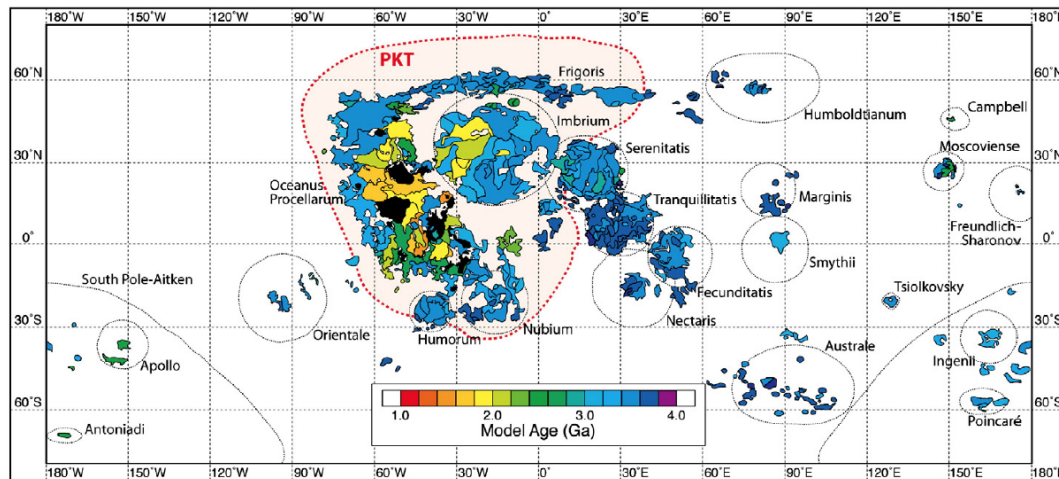 180°W 150°W 120°W 90°W 60°W 30°W 0°E 30°E 60°E 90°E 120°E 150°E 180°E
PKT
60°N 60°N
Frigoris
Humboldtianum
Campbell
Imbrium
Moscoviense
Serenitatis
30°N 30°N
Oceanus
Procellarum
Tranquillitatis
Marginis
Freundlich-
Sharonov
0° 0°
Smythii
South Pole-Aitken
Fecunditatis
Tsiolkovsky
Nectaris
30°S 30°S
Orientale
Humorum
Nubium
Australe
Apollo
Ingenii
60°S 60°S
1.0 2.0 3.0 4.0
Model Age (Ga)
Poincaré
Antoniadi
180°W 150°W 120°W 90°W 60°W 30°W 0°E 30°E 60°E 90°E 120°E 150°E 180°E